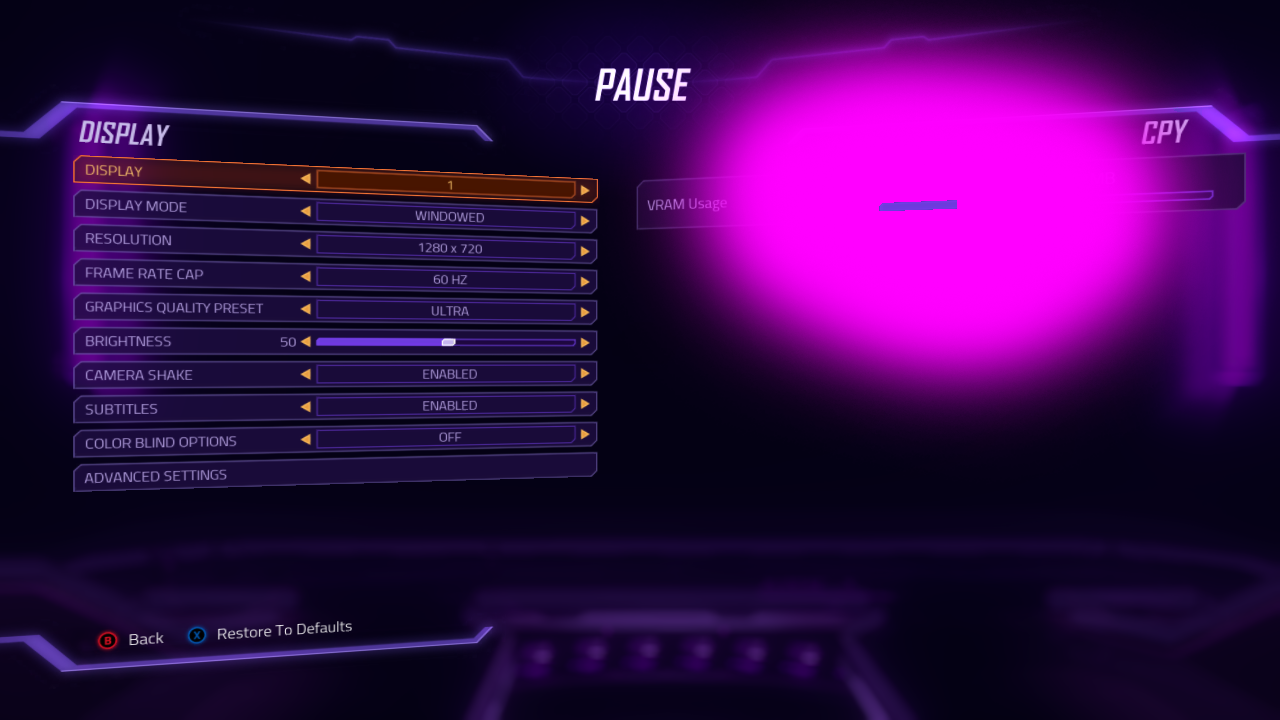 PAUSE
DISPLAY
CPY
DISPLAY 1
DISPLAY MODE WINDOWED
RESOLUTION 1280 x 720
FRAME RATE CAP 60 HZ
GRAPHICS QUALITY PRESET ULTRA
BRIGHTNESS 50
CAMERA SHAKE ENABLED
SUBTITLES ENABLED
COLOR BLIND OPTIONS OFF
ADVANCED SETTINGS
VRAM Usage
B Back X Restore To Defaults